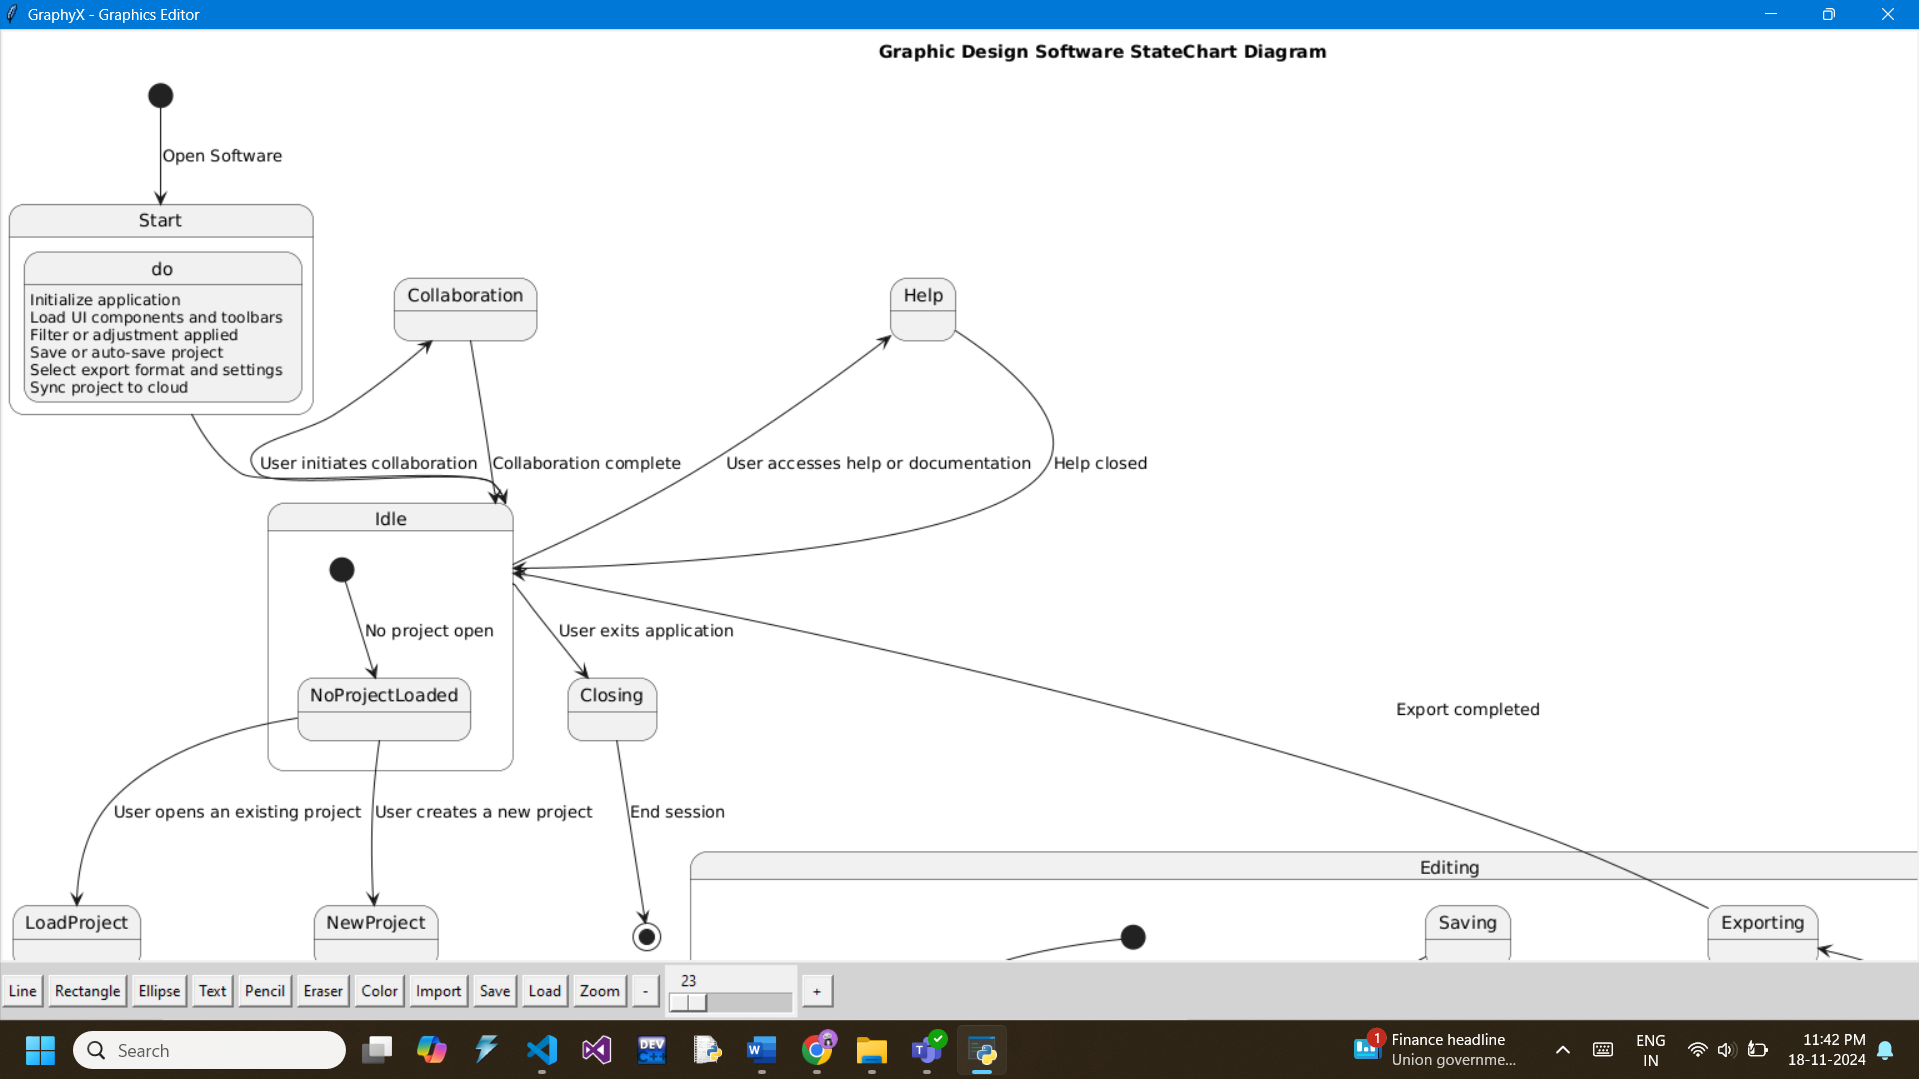 GraphyX - Graphics Editor
Graphic Design Software StateChart Diagram
Open Software
Start
do
Initialize application
Load UI components and toolbars
Filter or adjustment applied
Save or auto-save project
Select export format and settings
Sync project to cloud
Collaboration
Help
User initiates collaboration
Collaboration complete
User accesses help or documentation
Help closed
Idle
No project open
User exits application
NoProjectLoaded
Closing
Export completed
User opens an existing project
User creates a new project
End session
Editing
LoadProject
NewProject
Saving
Exporting
Line
Rectangle
Ellipse
Text
Pencil
Eraser
Color
Import
Save
Load
Zoom
-
23
+
Search
DEV
C++
W
T
1
Finance headline
Union governme...
ENG
IN
11:42 PM
18-11-2024